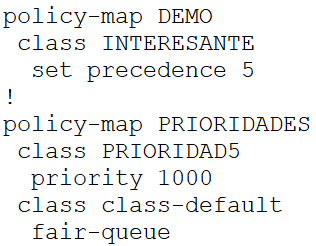 policy-map DEMO
 class INTERESANTE
  set precedence 5
!
policy-map PRIORIDADES
 class PRIORIDAD5
  priority 1000
 class class-default
  fair-queue